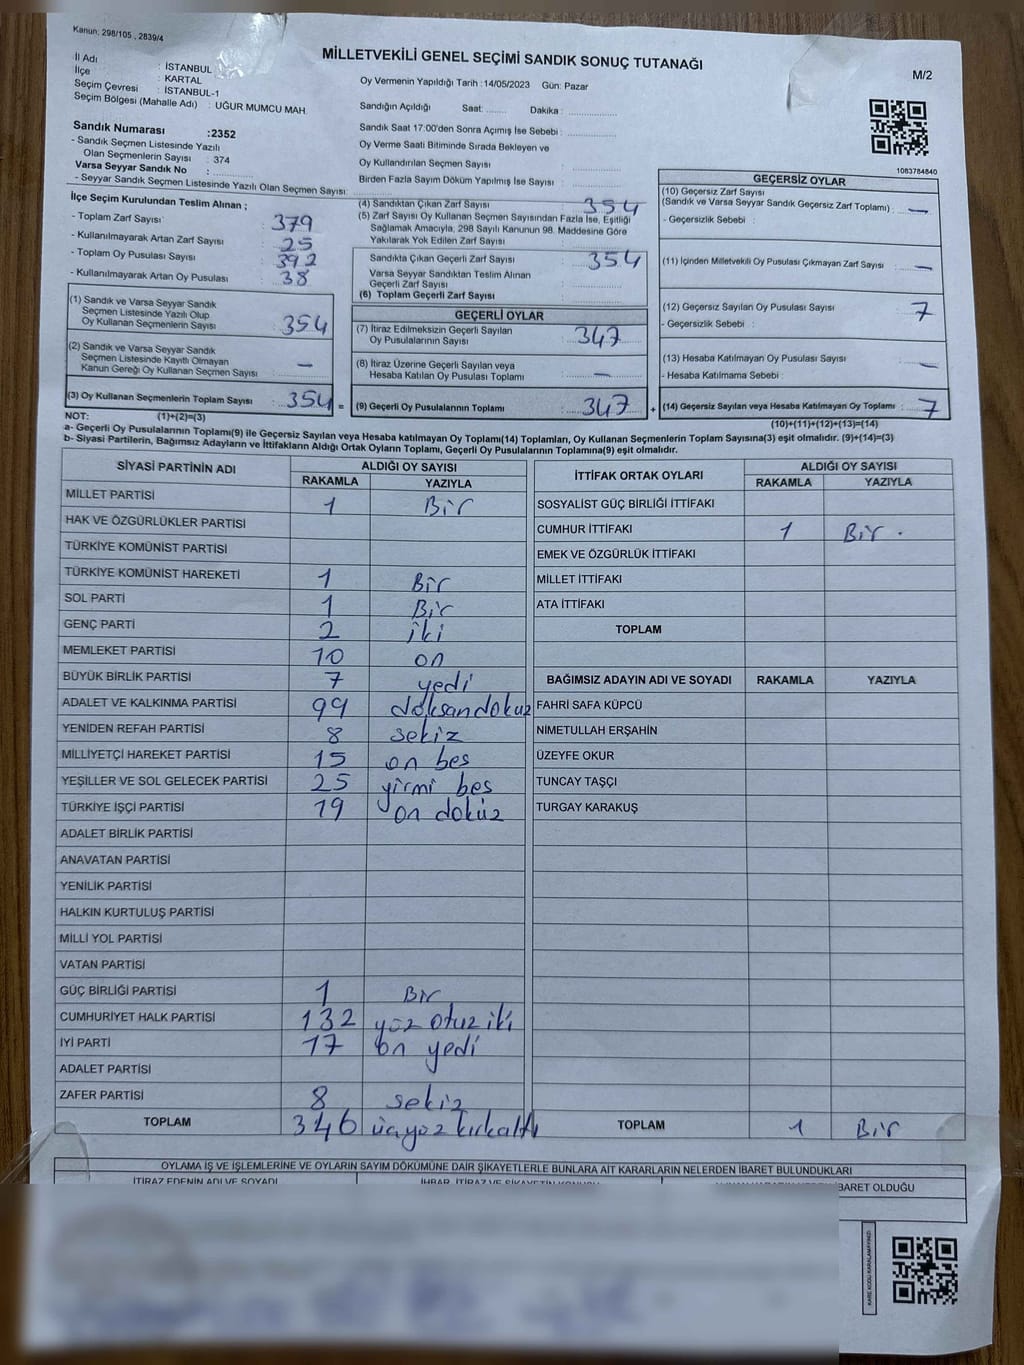 Kanun: 298/105 , 2839/4
MİLLETVEKİLİ GENEL SEÇİMİ SANDIK SONUÇ TUTANAĞI
M/2
İl Adı : İSTANBUL
İlçe : KARTAL
Seçim Çevresi : İSTANBUL-1
Seçim Bölgesi (Mahalle Adı) : UĞUR MUMCU MAH.
Sandık Numarası :2352
- Sandık Seçmen Listesinde Yazılı
Olan Seçmenlerin Sayısı : 374
Varsa Seyyar Sandık No :
- Seyyar Sandık Seçmen Listesinde Yazılı Olan Seçmen Sayısı:
Oy Vermenin Yapıldığı Tarih : 14/05/2023 Gün: Pazar
Sandığın Açıldığı Saat: ........ Dakika: ................
Sandık Saat 17:00'den Sonra Açımış İse Sebebi : ................
Oy Verme Saati Bitiminde Sırada Bekleyen ve
Oy Kullandırılan Seçmen Sayısı :
Birden Fazla Sayım Döküm Yapılmış İse Sayısı :
1083784840
İlçe Seçim Kurulundan Teslim Alınan ;
- Toplam Zarf Sayısı : 379
- Kullanılmayarak Artan Zarf Sayısı : 25
- Toplam Oy Pusulası Sayısı : 392
- Kullanılmayarak Artan Oy Pusulası : 38
(1) Sandık ve Varsa Seyyar Sandık
Seçmen Listesinde Yazılı Olup
Oy Kullanan Seçmenlerin Sayısı : 354
(2) Sandık ve Varsa Seyyar Sandık
Seçmen Listesinde Kayıtlı Olmayan
Kanun Gereği Oy Kullanan Seçmen Sayısı : —
(3) Oy Kullanan Seçmenlerin Toplam Sayısı : 354 =
(4) Sandıktan Çıkan Zarf Sayısı : 354
(5) Zarf Sayısı Oy Kullanan Seçmen Sayısından Fazla İse, Eşitliği
Sağlamak Amacıyla, 298 Sayılı Kanunun 98. Maddesine Göre
Yakılarak Yok Edilen Zarf Sayısı :
Sandıkta Çıkan Geçerli Zarf Sayısı : 354
Varsa Seyyar Sandıktan Teslim Alınan
Geçerli Zarf Sayısı :
(6) Toplam Geçerli Zarf Sayısı :
GEÇERLİ OYLAR
(7) İtiraz Edilmeksizin Geçerli Sayılan
Oy Pusulalarının Sayısı : 347
(8) İtiraz Üzerine Geçerli Sayılan veya
Hesaba Katılan Oy Pusulası Toplamı : —
(9) Geçerli Oy Pusulalarının Toplamı : 347 +
GEÇERSİZ OYLAR
(10) Geçersiz Zarf Sayısı
(Sandık ve Varsa Seyyar Sandık Geçersiz Zarf Toplamı) : —
- Geçersizlik Sebebi :
(11) İçinden Milletvekili Oy Pusulası Çıkmayan Zarf Sayısı : —
(12) Geçersiz Sayılan Oy Pusulası Sayısı : 7
- Geçersizlik Sebebi :
(13) Hesaba Katılmayan Oy Pusulası Sayısı : —
- Hesaba Katılmama Sebebi :
(14) Geçersiz Sayılan veya Hesaba Katılmayan Oy Toplamı : 7
NOT: (1)+(2)=(3)
(10)+(11)+(12)+(13)=(14)
a- Geçerli Oy Pusulalarının Toplamı(9) ile Geçersiz Sayılan veya Hesaba katılmayan Oy Toplamı(14) Toplamları, Oy Kullanan Seçmenlerin Toplam Sayısına(3) eşit olmalıdır. (9)+(14)=(3)
b- Siyasi Partilerin, Bağımsız Adayların ve İttifakların Aldığı Ortak Oyların Toplamı, Geçerli Oy Pusulalarının Toplamına(9) eşit olmalıdır.
SİYASİ PARTİNİN ADI ALDIĞI OY SAYISI
RAKAMLA YAZIYLA
MİLLET PARTİSİ 1 Bir
HAK VE ÖZGÜRLÜKLER PARTİSİ
TÜRKİYE KOMÜNİST PARTİSİ
TÜRKİYE KOMÜNİST HAREKETİ 1 Bir
SOL PARTİ 1 Bir
GENÇ PARTİ 2 iki
MEMLEKET PARTİSİ 10 on
BÜYÜK BİRLİK PARTİSİ 7 yedi
ADALET VE KALKINMA PARTİSİ 99 doksandokuz
YENİDEN REFAH PARTİSİ 8 sekiz
MİLLİYETÇİ HAREKET PARTİSİ 15 on bes
YEŞİLLER VE SOL GELECEK PARTİSİ 25 yirmi bes
TÜRKİYE İŞÇİ PARTİSİ 19 on doküz
ADALET BİRLİK PARTİSİ
ANAVATAN PARTİSİ
YENİLİK PARTİSİ
HALKIN KURTULUŞ PARTİSİ
MİLLİ YOL PARTİSİ
VATAN PARTİSİ
GÜÇ BİRLİĞİ PARTİSİ 1 Bir
CUMHURİYET HALK PARTİSİ 132 yüz otuz iki
İYİ PARTİ 17 on yedi
ADALET PARTİSİ
ZAFER PARTİSİ 8 sekiz
TOPLAM 346 üçyüz kırkaltı
İTTİFAK ORTAK OYLARI ALDIĞI OY SAYISI
RAKAMLA YAZIYLA
SOSYALİST GÜÇ BİRLİĞİ İTTİFAKI
CUMHUR İTTİFAKI 1 Bir .
EMEK VE ÖZGÜRLÜK İTTİFAKI
MİLLET İTTİFAKI
ATA İTTİFAKI
TOPLAM
BAĞIMSIZ ADAYIN ADI VE SOYADI RAKAMLA YAZIYLA
FAHRİ SAFA KÜPCÜ
NİMETULLAH ERŞAHİN
ÜZEYFE OKUR
TUNCAY TAŞÇI
TURGAY KARAKUŞ
TOPLAM 1 Bir
OYLAMA İŞ VE İŞLEMLERİNE VE OYLARIN SAYIM DÖKÜMÜNE DAİR ŞİKAYETLERLE BUNLARA AİT KARARLARIN NELERDEN İBARET BULUNDUKLARI
İTİRAZ EDENİN ADI VE SOYADI
İHBAR, İTİRAZ VE ŞİKAYETİN KONUSU
İBARET OLDUĞU
KARE KODU KARALAMAYINIZ!